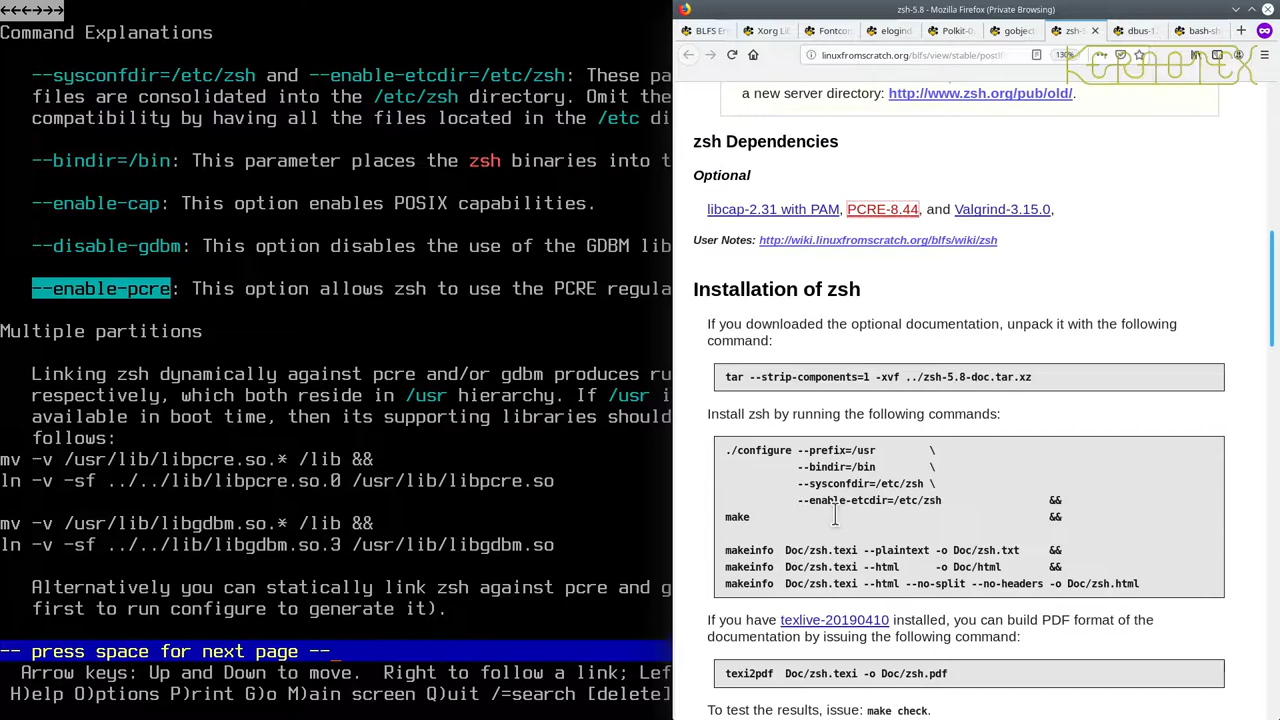 ←←←→→→
Command Explanations
--sysconfdir=/etc/zsh and --enable-etcdir=/etc/zsh: These pa
files are consolidated into the /etc/zsh directory. Omit the
compatibility by having all the files located in the /etc di
--bindir=/bin: This parameter places the zsh binaries into t
--enable-cap: This option enables POSIX capabilities.
--disable-gdbm: This option disables the use of the GDBM lib
--enable-pcre: This option allows zsh to use the PCRE regula
Multiple partitions
Linking zsh dynamically against pcre and/or gdbm produces ru
respectively, which both reside in /usr hierarchy. If /usr i
available in boot time, then its supporting libraries should
follows:
mv -v /usr/lib/libpcre.so.* /lib &&
ln -v -sf ../../lib/libpcre.so.0 /usr/lib/libpcre.so
mv -v /usr/lib/libgdbm.so.* /lib &&
ln -v -sf ../../lib/libgdbm.so.3 /usr/lib/libgdbm.so
Alternatively you can statically link zsh against pcre and g
first to run configure to generate it).
-- press space for next page --
Arrow keys: Up and Down to move. Right to follow a link; Lef
H)elp O)ptions P)rint G)o M)ain screen Q)uit /=search [delete]
zsh-5.8 - Mozilla Firefox (Private Browsing)
BLFS Er Xorg Li Fontcon elogind Polkit-0 gobject zsh-5 dbus-1. bash-sh
linuxfromscratch.org/blfs/view/stable/postlf 130%
KERNOTEX
a new server directory: http://www.zsh.org/pub/old/.
zsh Dependencies
Optional
libcap-2.31 with PAM, PCRE-8.44, and Valgrind-3.15.0,
User Notes: http://wiki.linuxfromscratch.org/blfs/wiki/zsh
Installation of zsh
If you downloaded the optional documentation, unpack it with the following
command:
tar --strip-components=1 -xvf ../zsh-5.8-doc.tar.xz
Install zsh by running the following commands:
./configure --prefix=/usr \
--bindir=/bin \
--sysconfdir=/etc/zsh \
--enable-etcdir=/etc/zsh &&
make &&
makeinfo Doc/zsh.texi --plaintext -o Doc/zsh.txt &&
makeinfo Doc/zsh.texi --html -o Doc/html &&
makeinfo Doc/zsh.texi --html --no-split --no-headers -o Doc/zsh.html
If you have texlive-20190410 installed, you can build PDF format of the
documentation by issuing the following command:
texi2pdf Doc/zsh.texi -o Doc/zsh.pdf
To test the results, issue: make check.